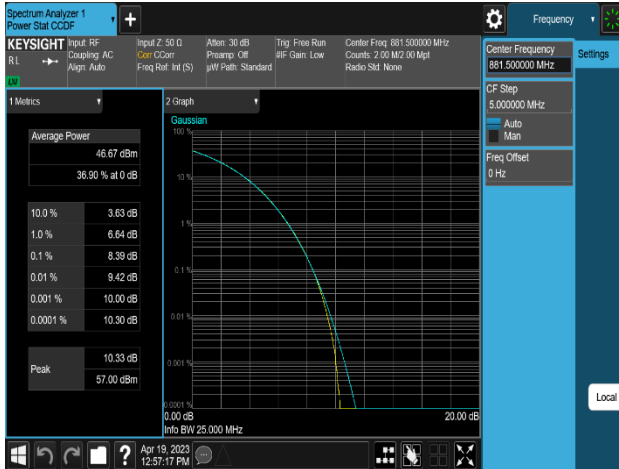 Spectrum Analyzer 1
Power Stat CCDF
Frequency
KEYSIGHT
RL
LXI
Input: RF
Coupling: AC
Align: Auto
Input Z: 50 Ω
Corr CCorr
Freq Ref: Int (S)
Atten: 30 dB
Preamp: Off
µW Path: Standard
Trig: Free Run
#IF Gain: Low
Center Freq: 881.500000 MHz
Counts: 2.00 M/2.00 Mpt
Radio Std: None
Center Frequency
881.500000 MHz
Settings
CF Step
5.000000 MHz
Auto
Man
Freq Offset
0 Hz
1 Metrics
Average Power
46.67 dBm
36.90 % at 0 dB
10.0 % 3.63 dB
1.0 % 6.64 dB
0.1 % 8.39 dB
0.01 % 9.42 dB
0.001 % 10.00 dB
0.0001 % 10.30 dB
Peak
10.33 dB
57.00 dBm
2 Graph
Gaussian
100 %
10 %
1 %
0.1 %
0.01 %
0.001 %
0.0001 %
0.00 dB 20.00 dB
Info BW 25.000 MHz
Local
?
Apr 19, 2023
12:57:17 PM